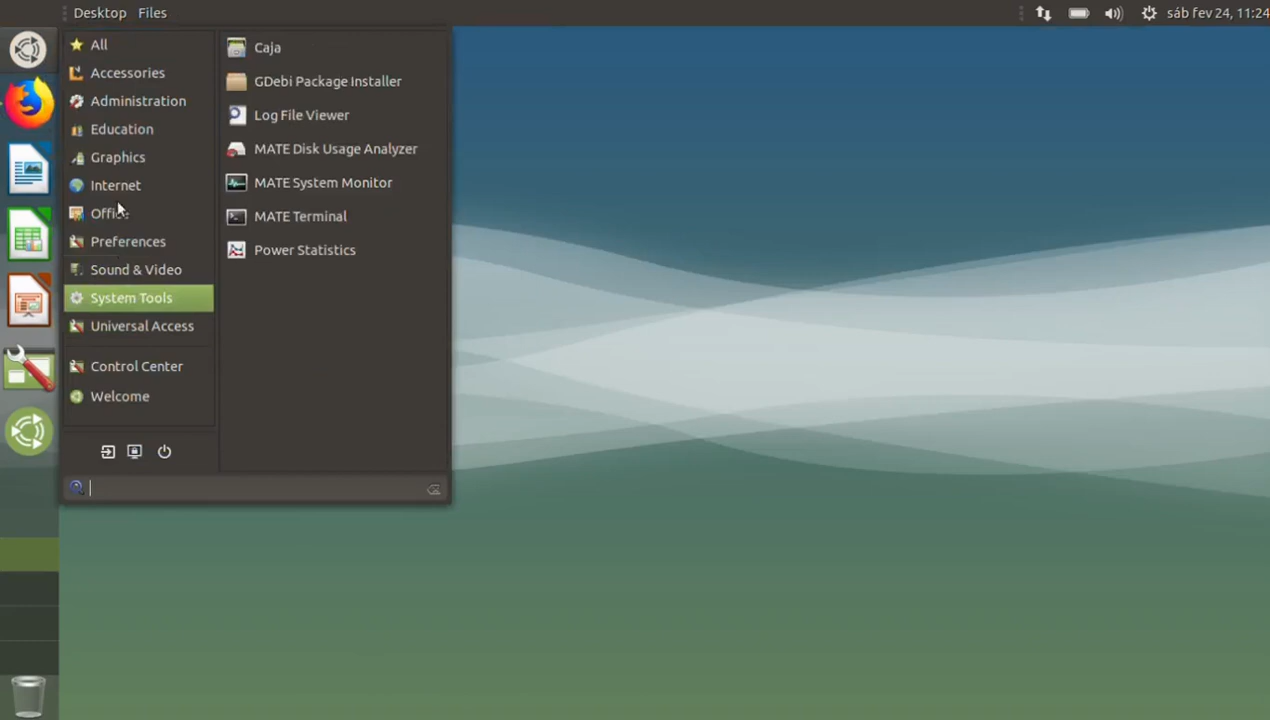 Desktop Files
sáb fev 24, 11:24
All
Accessories
Administration
Education
Graphics
Internet
Office
Preferences
Sound & Video
System Tools
Universal Access
Control Center
Welcome
Caja
GDebi Package Installer
Log File Viewer
MATE Disk Usage Analyzer
MATE System Monitor
MATE Terminal
Power Statistics